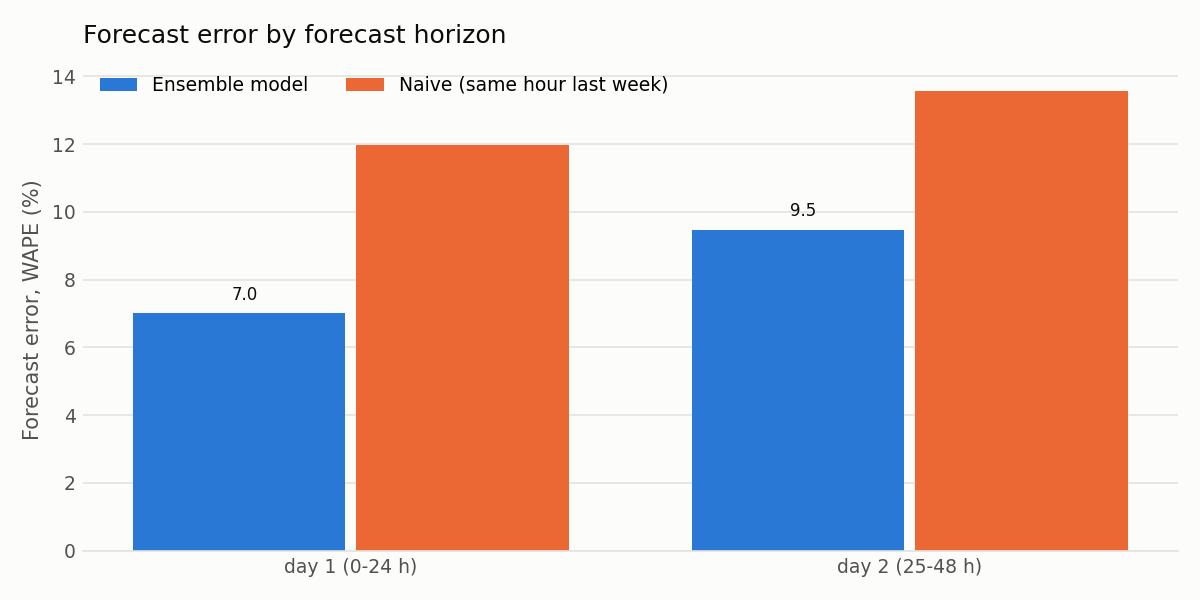 Forecast error by forecast horizon
Ensemble model
Naive (same hour last week)
Forecast error, WAPE (%)
14
12
10
8
6
4
2
0
7.0
9.5
day 1 (0-24 h)
day 2 (25-48 h)